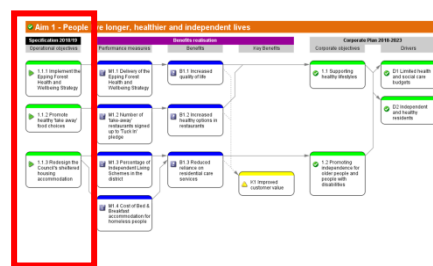 Aim 1 - People live longer, healthier and independent lives
Specification 2018/19
Benefits realisation
Corporate Plan 2018-2023
Operational objectives
Performance measures
Benefits
Key Benefits
Corporate objectives
Drivers
1.1.1 Implement the
Epping Forest
Health and
Wellbeing Strategy
M1.1 Delivery of the
Epping Forest
Health and
Wellbeing Strategy
B1.1 Increased
quality of life
1.1 Supporting
healthy lifestyles
D1 Limited health
and social care
budgets
1.1.2 Promote
healthy 'take away'
food choices
M1.2 Number of
'take-away'
restaurants signed
up to 'Tuck In'
pledge
B1.2 Increased
healthy options in
restaurants
D2 Independent
and healthy
residents
1.1.3 Redesign the
Council's sheltered
housing
accommodation
M1.3 Percentage of
Independent Living
Schemes in the
district
B1.3 Reduced
reliance on
residential care
services
K1 Improved
customer value
1.2 Promoting
independence for
older people and
people with
disabilities
M1.4 Cost of Bed &
Breakfast
accommodation for
homeless people